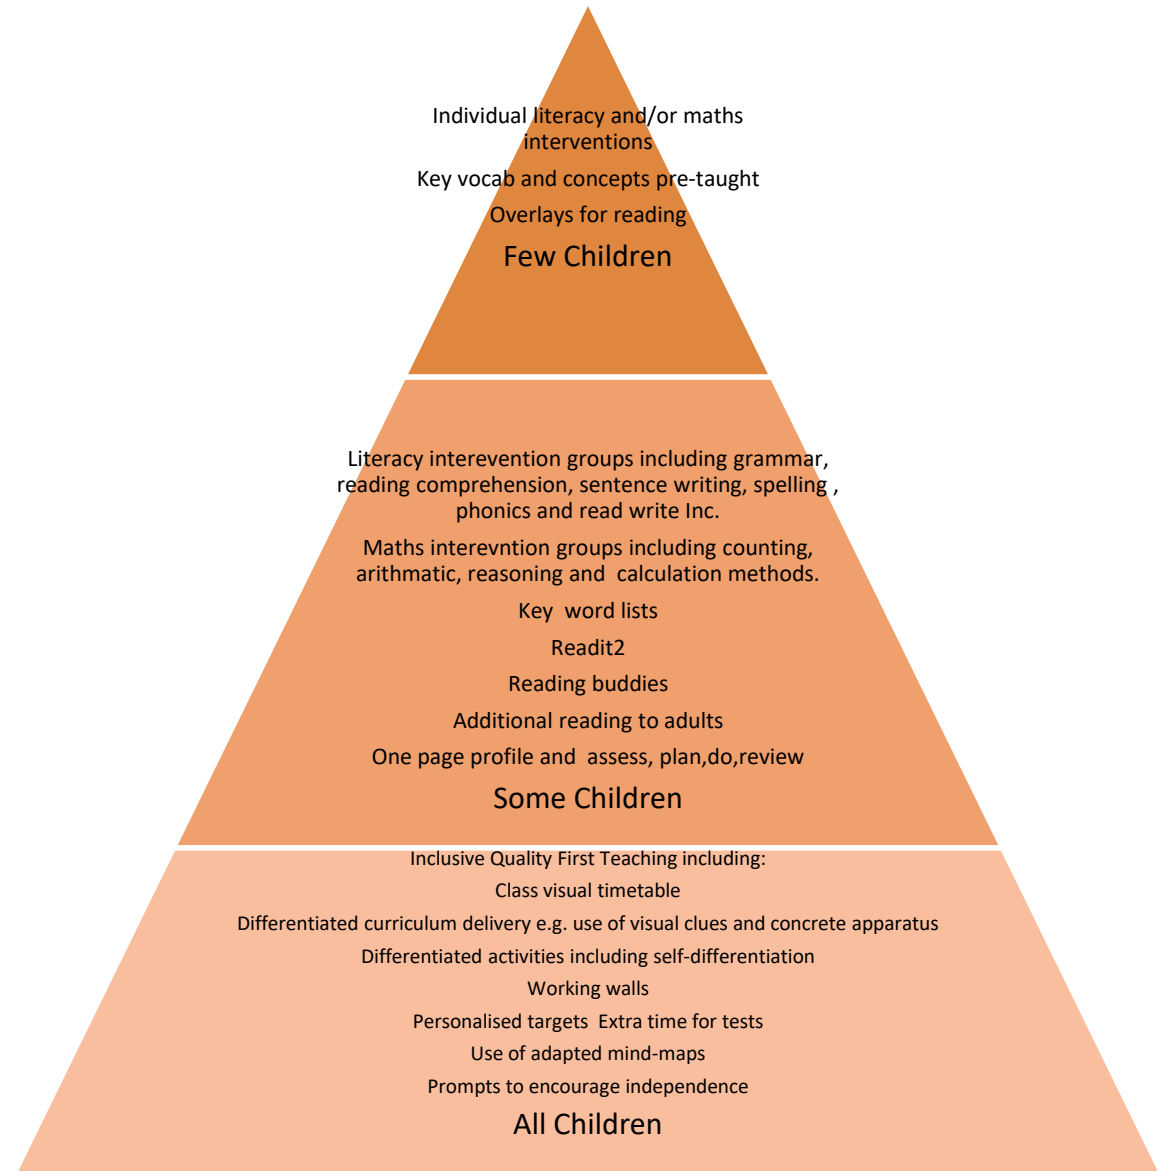 Individual literacy and/or maths
interventions
Key vocab and concepts pre-taught
Overlays for reading
Few Children
Literacy interevention groups including grammar,
reading comprehension, sentence writing, spelling ,
phonics and read write Inc.
Maths interevntion groups including counting,
arithmatic, reasoning and  calculation methods.
Key  word lists
Readit2
Reading buddies
Additional reading to adults
One page profile and  assess, plan,do,review
Some Children
Inclusive Quality First Teaching including:
Class visual timetable
Differentiated curriculum delivery e.g. use of visual clues and concrete apparatus
Differentiated activities including self-differentiation
Working walls
Personalised targets  Extra time for tests
Use of adapted mind-maps
Prompts to encourage independence
All Children